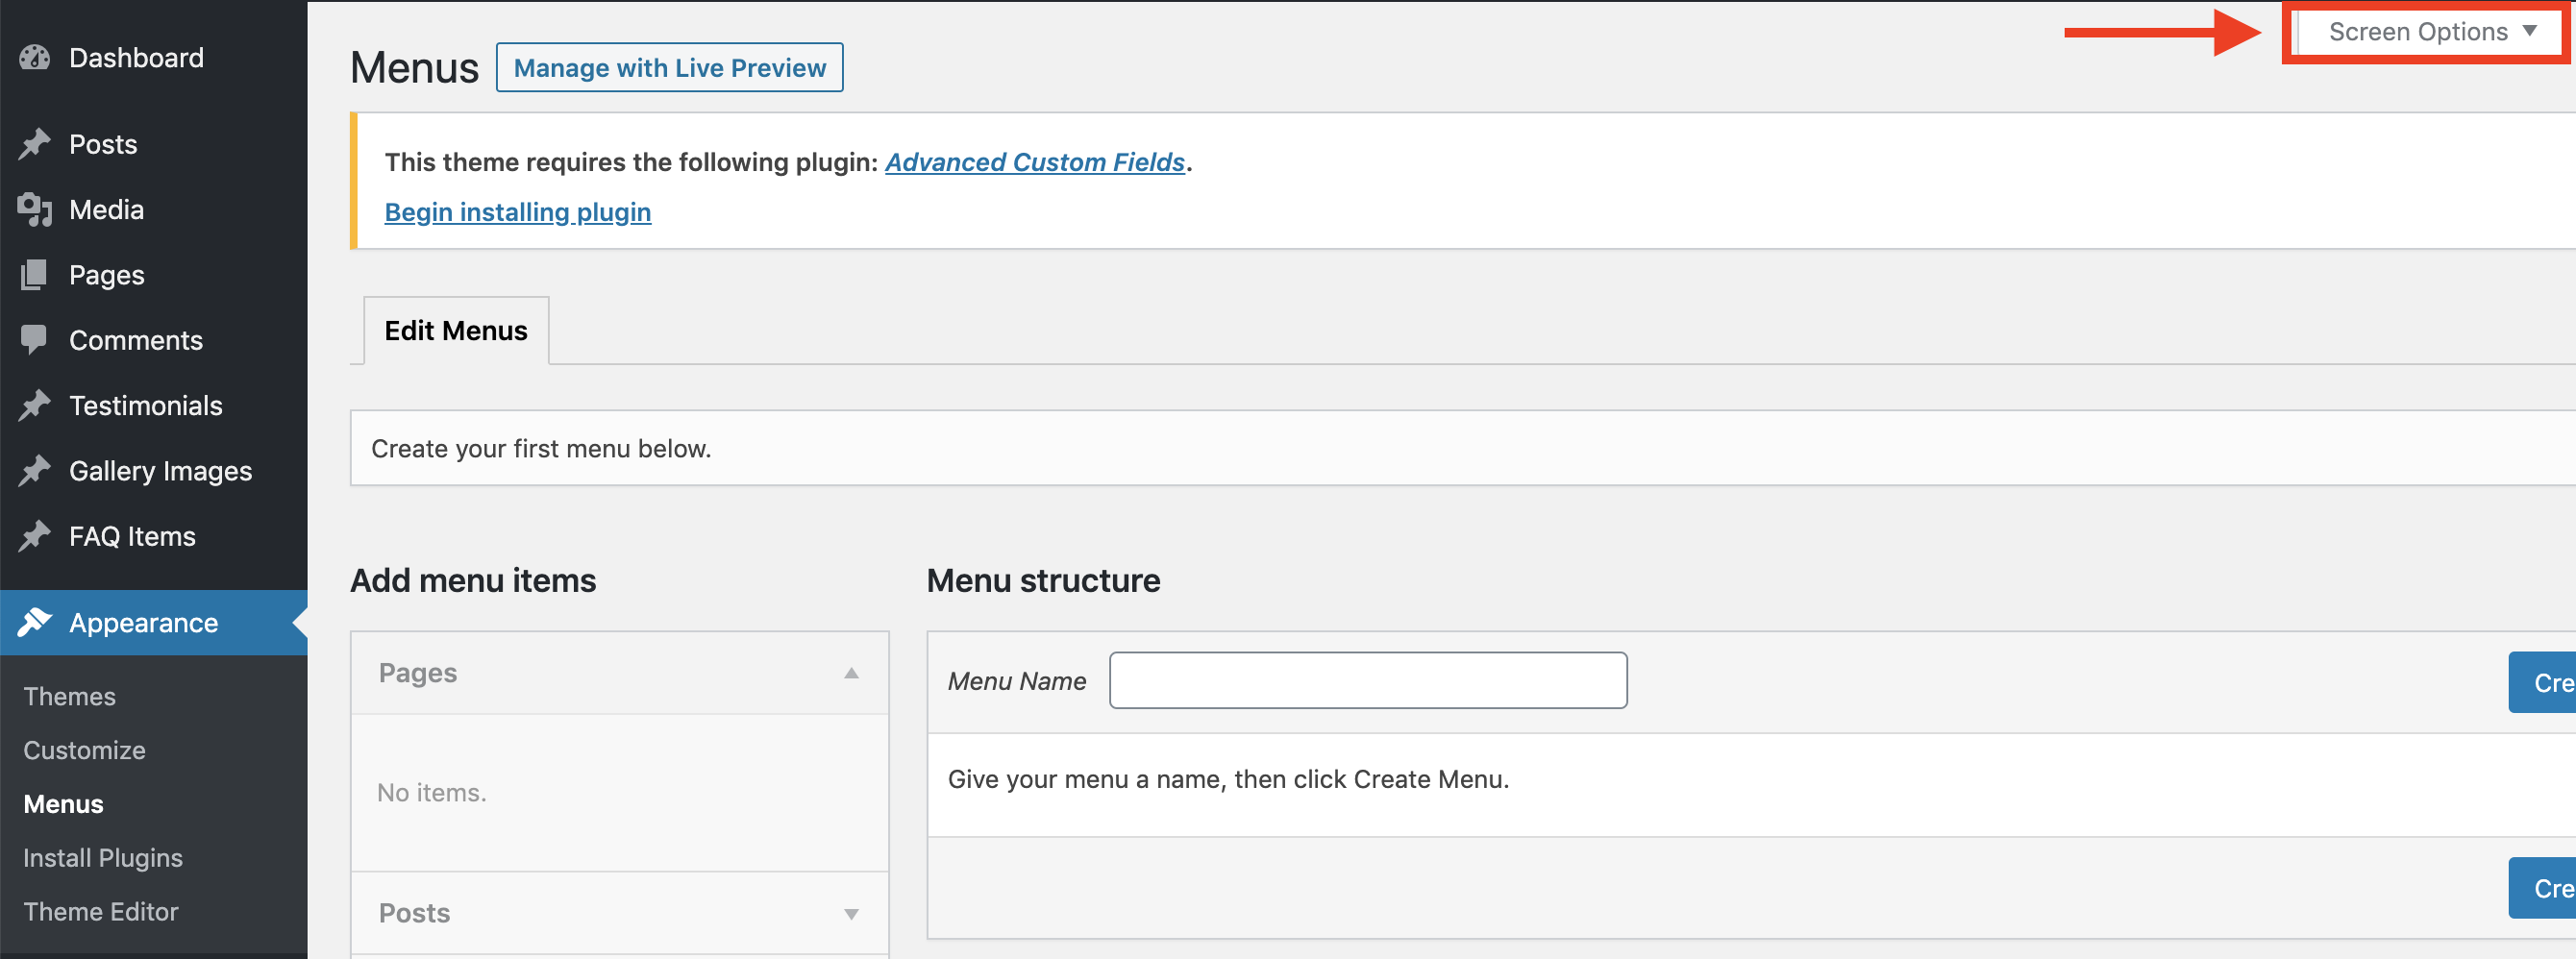 Dashboard
Posts
Media
Pages
Comments
Testimonials
Gallery Images
FAQ Items
Appearance
Themes
Customize
Menus
Install Plugins
Theme Editor
Screen Options
Menus
Manage with Live Preview
This theme requires the following plugin: Advanced Custom Fields.
Begin installing plugin
Edit Menus
Create your first menu below.
Add menu items
Pages
No items.
Posts
Menu structure
Menu Name
Cre
Give your menu a name, then click Create Menu.
Cre